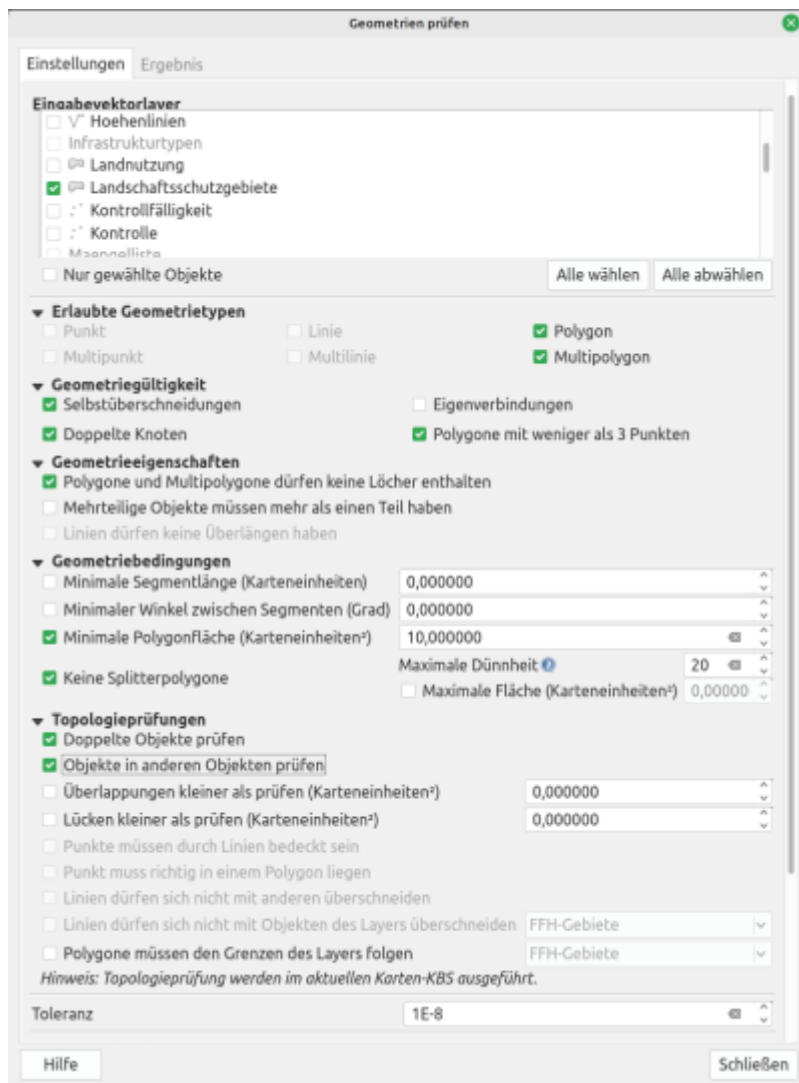 Geometrien prüfen
Einstellungen Ergebnis
Eingabevektorlayer
Hoehenlinien
Infrastrukturtypen
Landnutzung
Landschaftsschutzgebiete
Kontrollfälligkeit
Kontrolle
Maengelliste
Nur gewählte Objekte Alle wählen Alle abwählen
Erlaubte Geometrietypen
Punkt Linie Polygon
Multipunkt Multilinie Multipolygon
Geometriegültigkeit
Selbstüberschneidungen Eigenverbindungen
Doppelte Knoten Polygone mit weniger als 3 Punkten
Geometrieeigenschaften
Polygone und Multipolygone dürfen keine Löcher enthalten
Mehrteilige Objekte müssen mehr als einen Teil haben
Linien dürfen keine Überlängen haben
Geometriebedingungen
Minimale Segmentlänge (Karteneinheiten) 0,000000
Minimaler Winkel zwischen Segmenten (Grad) 0,000000
Minimale Polygonfläche (Karteneinheiten²) 10,000000
Keine Splitterpolygone Maximale Dünnheit 20
Maximale Fläche (Karteneinheiten²) 0,00000
Topologieprüfungen
Doppelte Objekte prüfen
Objekte in anderen Objekten prüfen
Überlappungen kleiner als prüfen (Karteneinheiten²) 0,000000
Lücken kleiner als prüfen (Karteneinheiten²) 0,000000
Punkte müssen durch Linien bedeckt sein
Punkt muss richtig in einem Polygon liegen
Linien dürfen sich nicht mit anderen überschneiden
Linien dürfen sich nicht mit Objekten des Layers überschneiden FFH-Gebiete
Polygone müssen den Grenzen des Layers folgen FFH-Gebiete
Hinweis: Topologieprüfung werden im aktuellen Karten-KBS ausgeführt.
Toleranz 1E-8
Hilfe Schließen